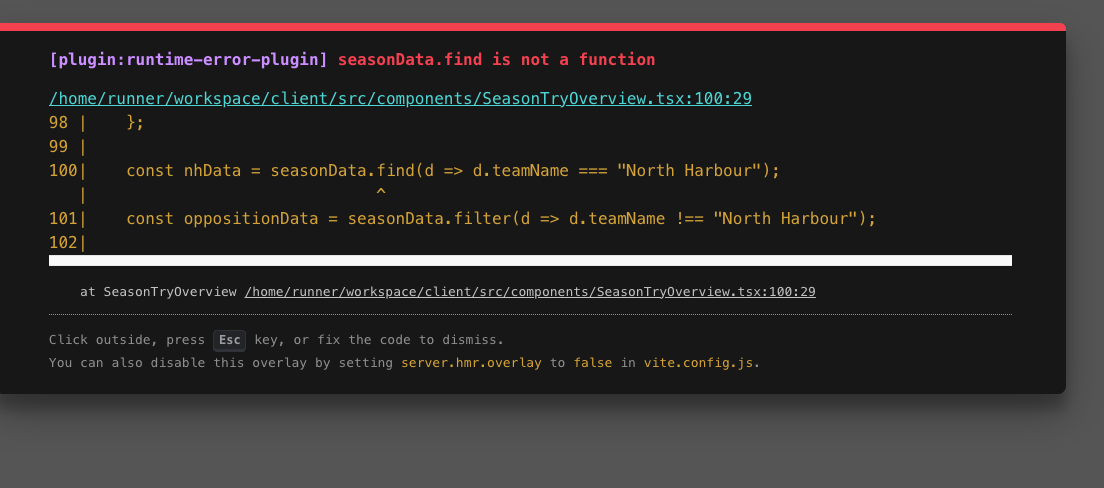 [plugin:runtime-error-plugin] seasonData.find is not a function
/home/runner/workspace/client/src/components/SeasonTryOverview.tsx:100:29
98 |    };
99 |
100|    const nhData = seasonData.find(d => d.teamName === "North Harbour");
   |                              ^
101|    const oppositionData = seasonData.filter(d => d.teamName !== "North Harbour");
102|
at SeasonTryOverview /home/runner/workspace/client/src/components/SeasonTryOverview.tsx:100:29
Click outside, press Esc key, or fix the code to dismiss.
You can also disable this overlay by setting server.hmr.overlay to false in vite.config.js.